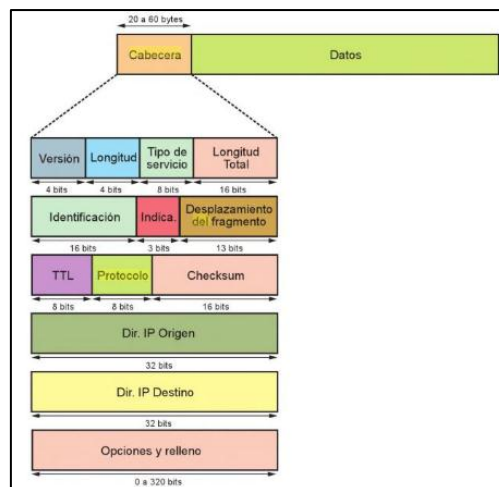 20 a 60 bytes
Cabecera
Datos
Versión
Longitud
Tipo de
servicio
Longitud
Total
4 bits
4 bits
8 bits
16 bits
Identificación
Indica.
Desplazamiento
del fragmento
16 bits
3 bits
13 bits
TTL
Protocolo
Checksum
8 bits
8 bits
16 bits
Dir. IP Origen
32 bits
Dir. IP Destino
32 bits
Opciones y relleno
0 a 320 bits